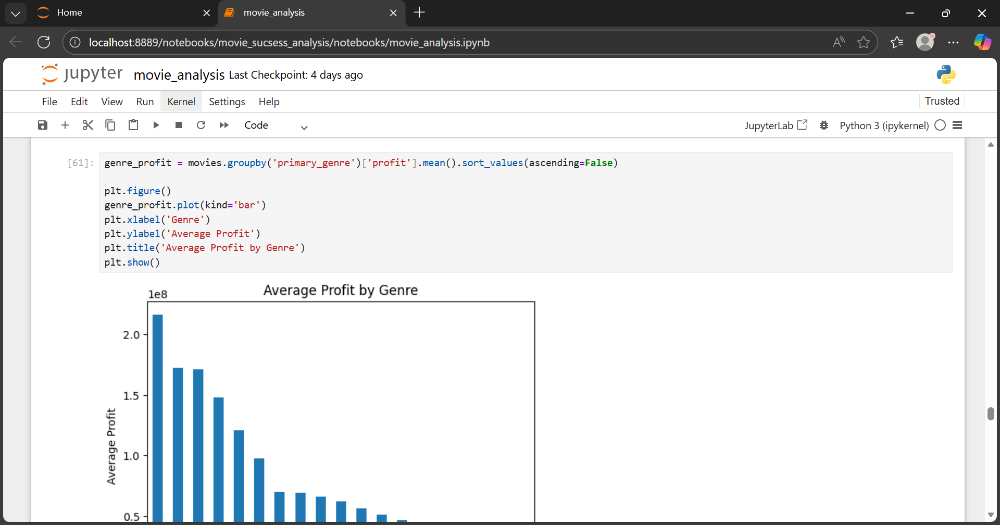 Home
movie_analysis
localhost:8889/notebooks/movie_sucsess_analysis/notebooks/movie_analysis.ipynb
jupyter movie_analysis Last Checkpoint: 4 days ago
File Edit View Run Kernel Settings Help
Trusted
Code
JupyterLab
Python 3 (ipykernel)
[61]:
genre_profit = movies.groupby('primary_genre')['profit'].mean().sort_values(ascending=False)
plt.figure()
genre_profit.plot(kind='bar')
plt.xlabel('Genre')
plt.ylabel('Average Profit')
plt.title('Average Profit by Genre')
plt.show()
Average Profit by Genre
1e8
2.0
1.5
1.0
0.5
Average Profit